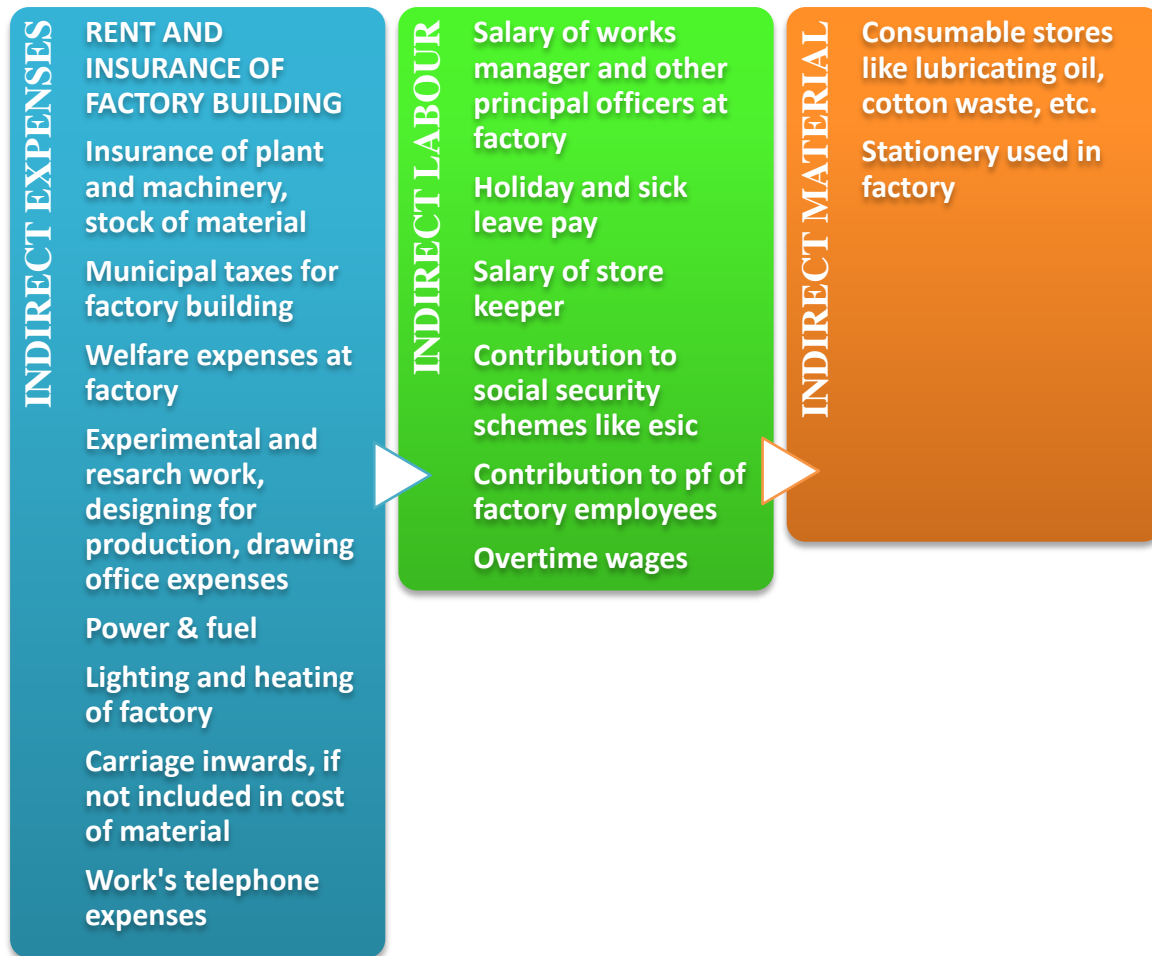 INDIRECT EXPENSES
RENT AND
INSURANCE OF
FACTORY BUILDING
Insurance of plant
and machinery,
stock of material
Municipal taxes for
factory building
Welfare expenses at
factory
Experimental and
resarch work,
designing for
production, drawing
office expenses
Power & fuel
Lighting and heating
of factory
Carriage inwards, if
not included in cost
of material
Work's telephone
expenses
INDIRECT LABOUR
Salary of works
manager and other
principal officers at
factory
Holiday and sick
leave pay
Salary of store
keeper
Contribution to
social security
schemes like esic
Contribution to pf of
factory employees
Overtime wages
INDIRECT MATERIAL
Consumable stores
like lubricating oil,
cotton waste, etc.
Stationery used in
factory